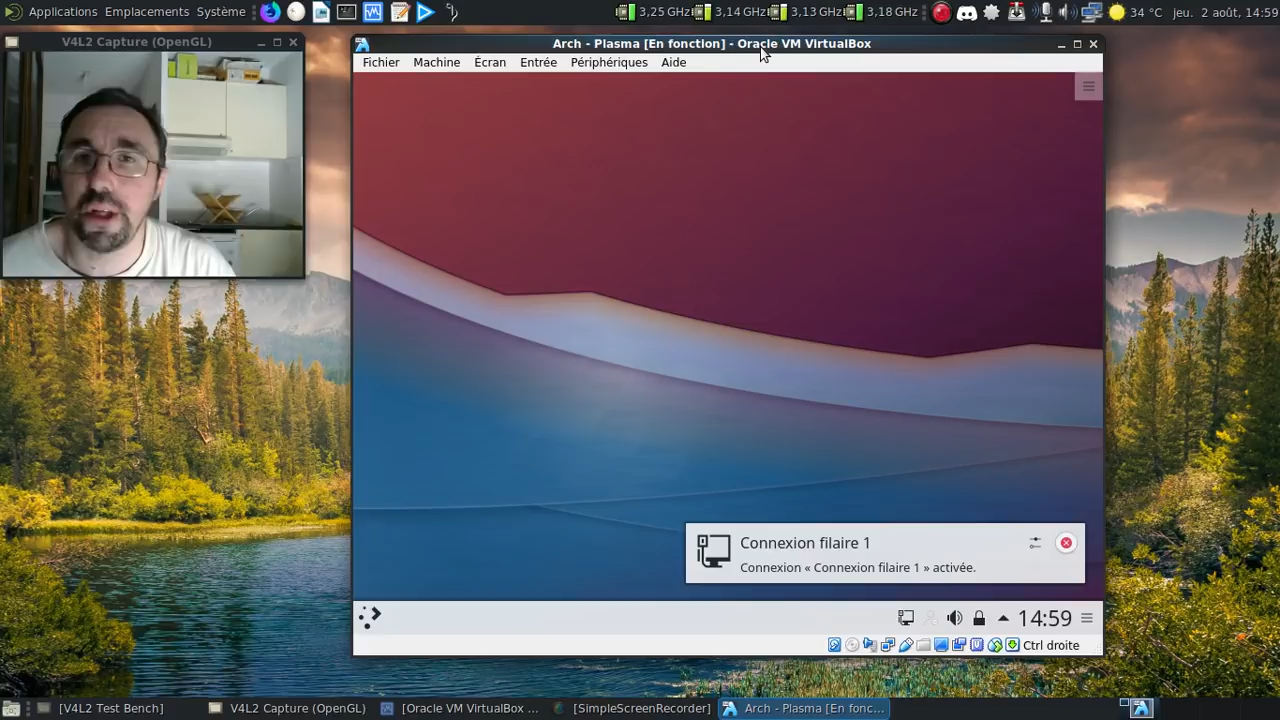 Applications Emplacements Système
3,25 GHz 3,14 GHz 3,13 GHz 3,18 GHz
34 °C jeu. 2 août, 14:59
V4L2 Capture (OpenGL)
Arch - Plasma [En fonction] - Oracle VM VirtualBox
Fichier Machine Écran Entrée Périphériques Aide
Connexion filaire 1
Connexion « Connexion filaire 1 » activée.
14:59
Ctrl droite
[V4L2 Test Bench] V4L2 Capture (OpenGL) [Oracle VM VirtualBox ... [SimpleScreenRecorder] Arch - Plasma [En fonc...